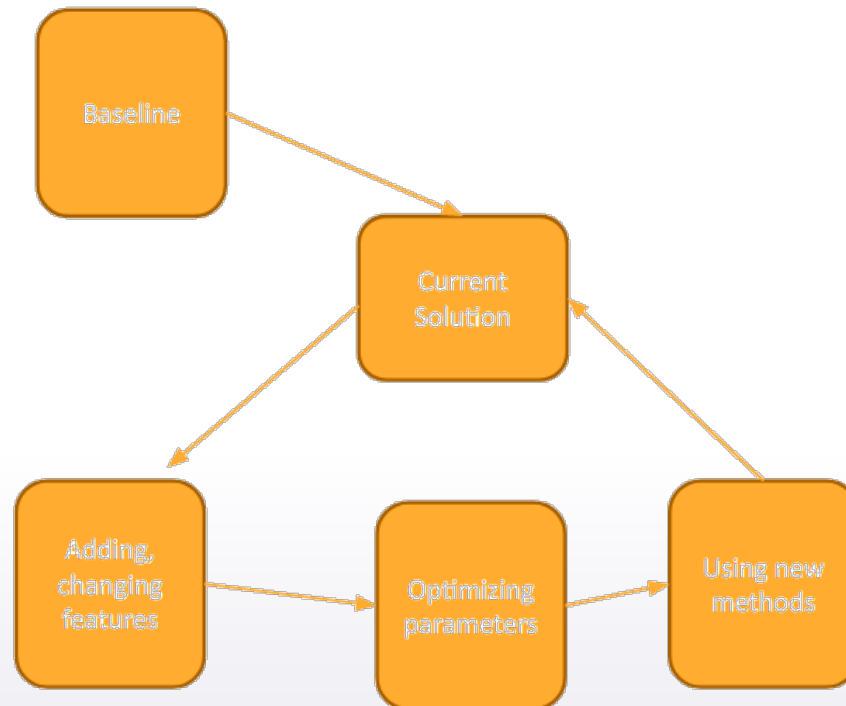 Baseline
Current
Solution
Adding,
changing
features
Optimizing
parameters
Using new
methods